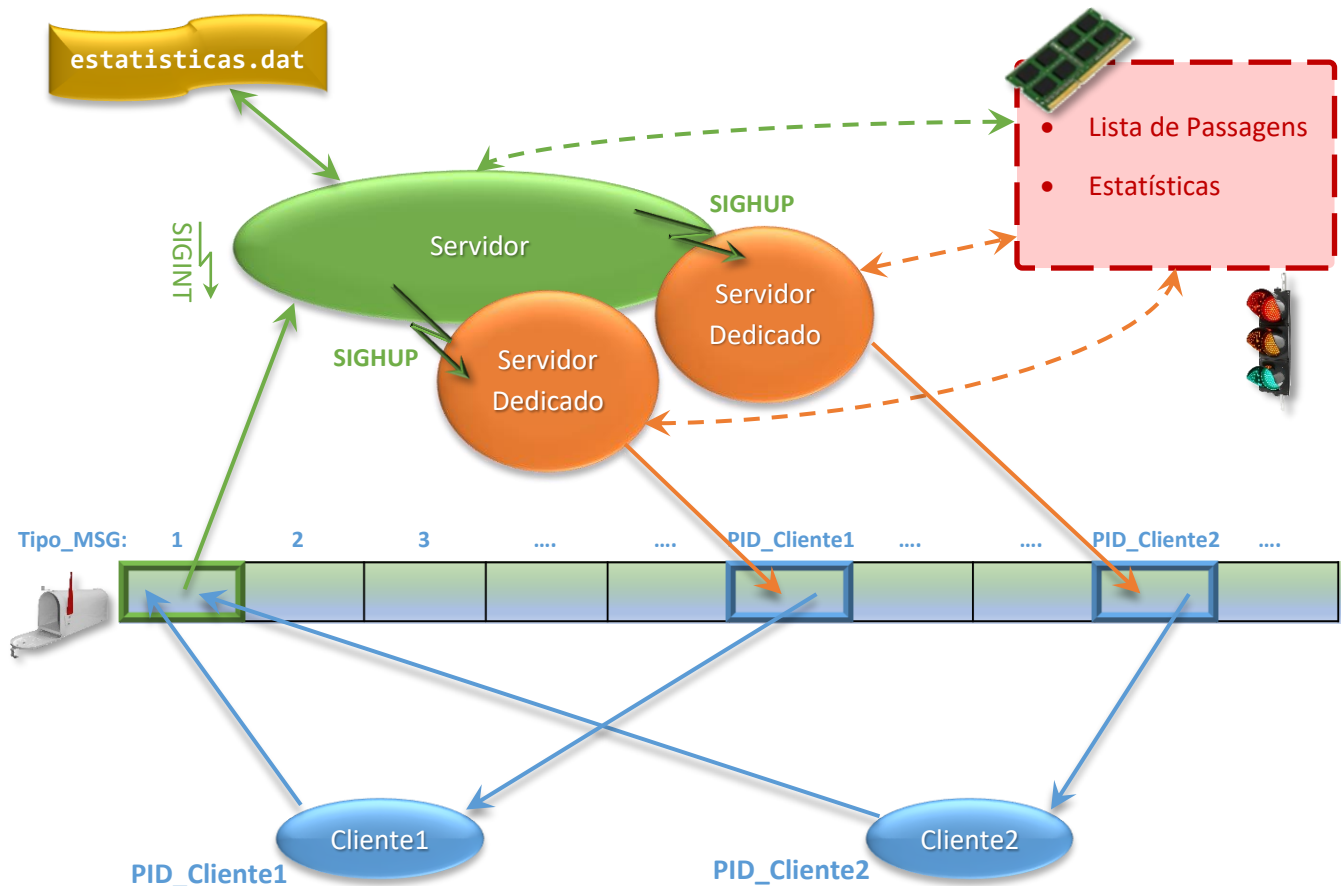 estatisticas.dat
• Lista de Passagens
• Estatísticas
SIGHUP
SIGINT
Servidor
Servidor
Dedicado
SIGHUP
Servidor
Dedicado
Tipo_MSG: 1 2 3 …. …. PID_Cliente1 …. …. PID_Cliente2 ….
Cliente1
Cliente2
PID_Cliente1
PID_Cliente2